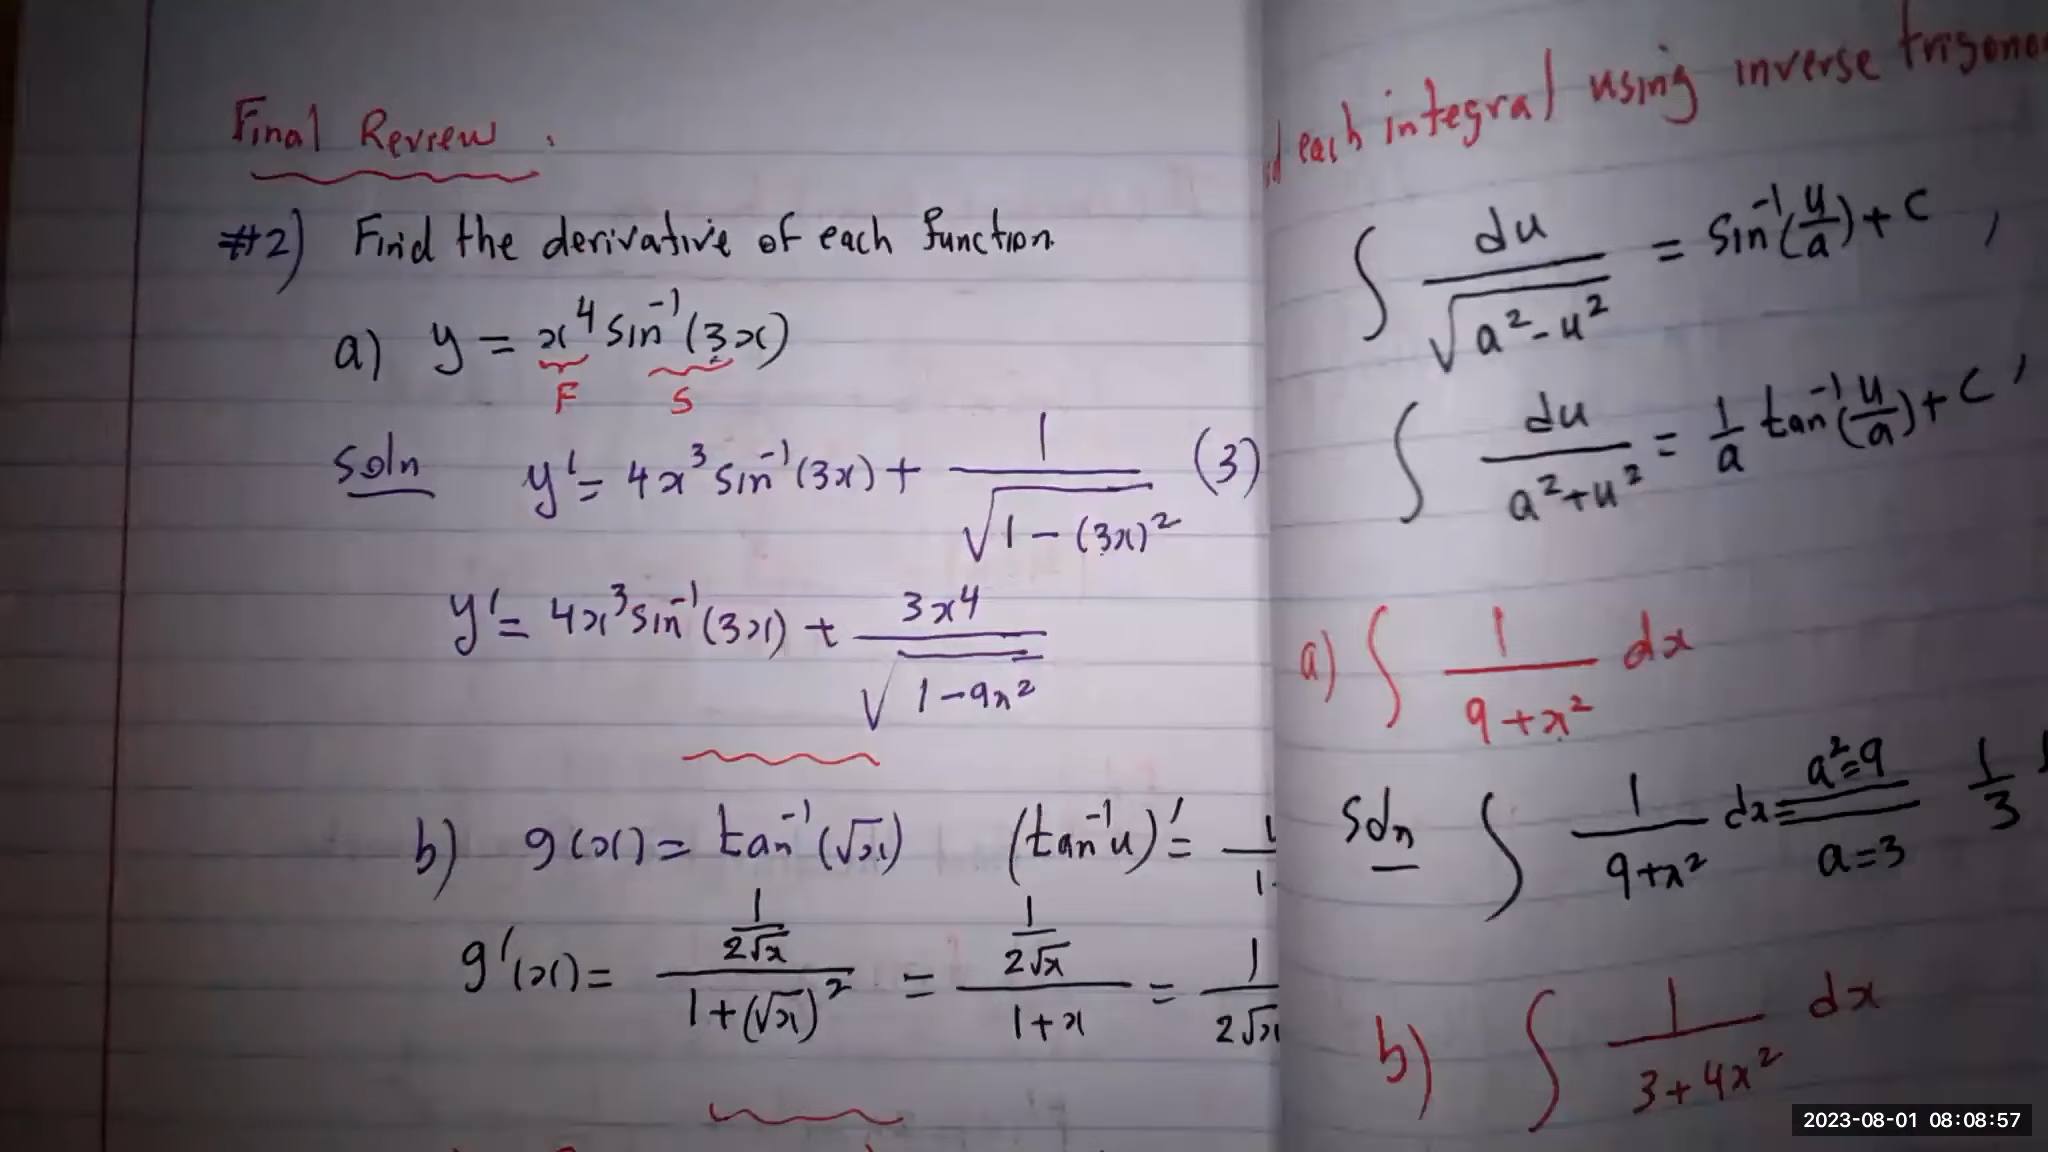 Final Review.
#2) Find the derivative of each function.
a) y = x⁴ sin⁻¹(3x)
F S
Soln y' = 4x³ sin⁻¹(3x) + 1/√(1-(3x)²) (3)
y' = 4x³ sin⁻¹(3x) + 3x⁴/√(1-9x²)
b) g(x) = tan⁻¹(√x) (tan⁻¹u)' =
g'(x) = (1/(2√x))/(1+(√x)²) = (1/(2√x))/(1+x) = 1/2√x
each integral using inverse
∫ du/√(a²-u²) = sin⁻¹(u/a) + c,
∫ du/(a²+u²) = 1/a tan⁻¹(u/a) + c,
a) ∫ 1/(9+x²) dx
Soln ∫ 1/(9+x²) dx = a²=9 a=3 1/3
b) ∫ 1/(3+4x²) dx
2023-08-01 08:08:57